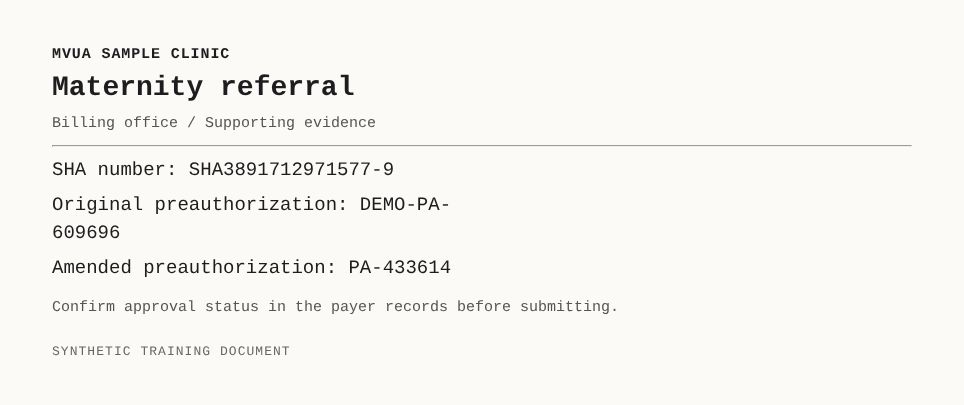 MVUA SAMPLE CLINIC
Maternity referral
Billing office / Supporting evidence
SHA number: SHA3891712971577-9
Original preauthorization: DEMO-PA-
609696
Amended preauthorization: PA-433614
Confirm approval status in the payer records before submitting.
SYNTHETIC TRAINING DOCUMENT